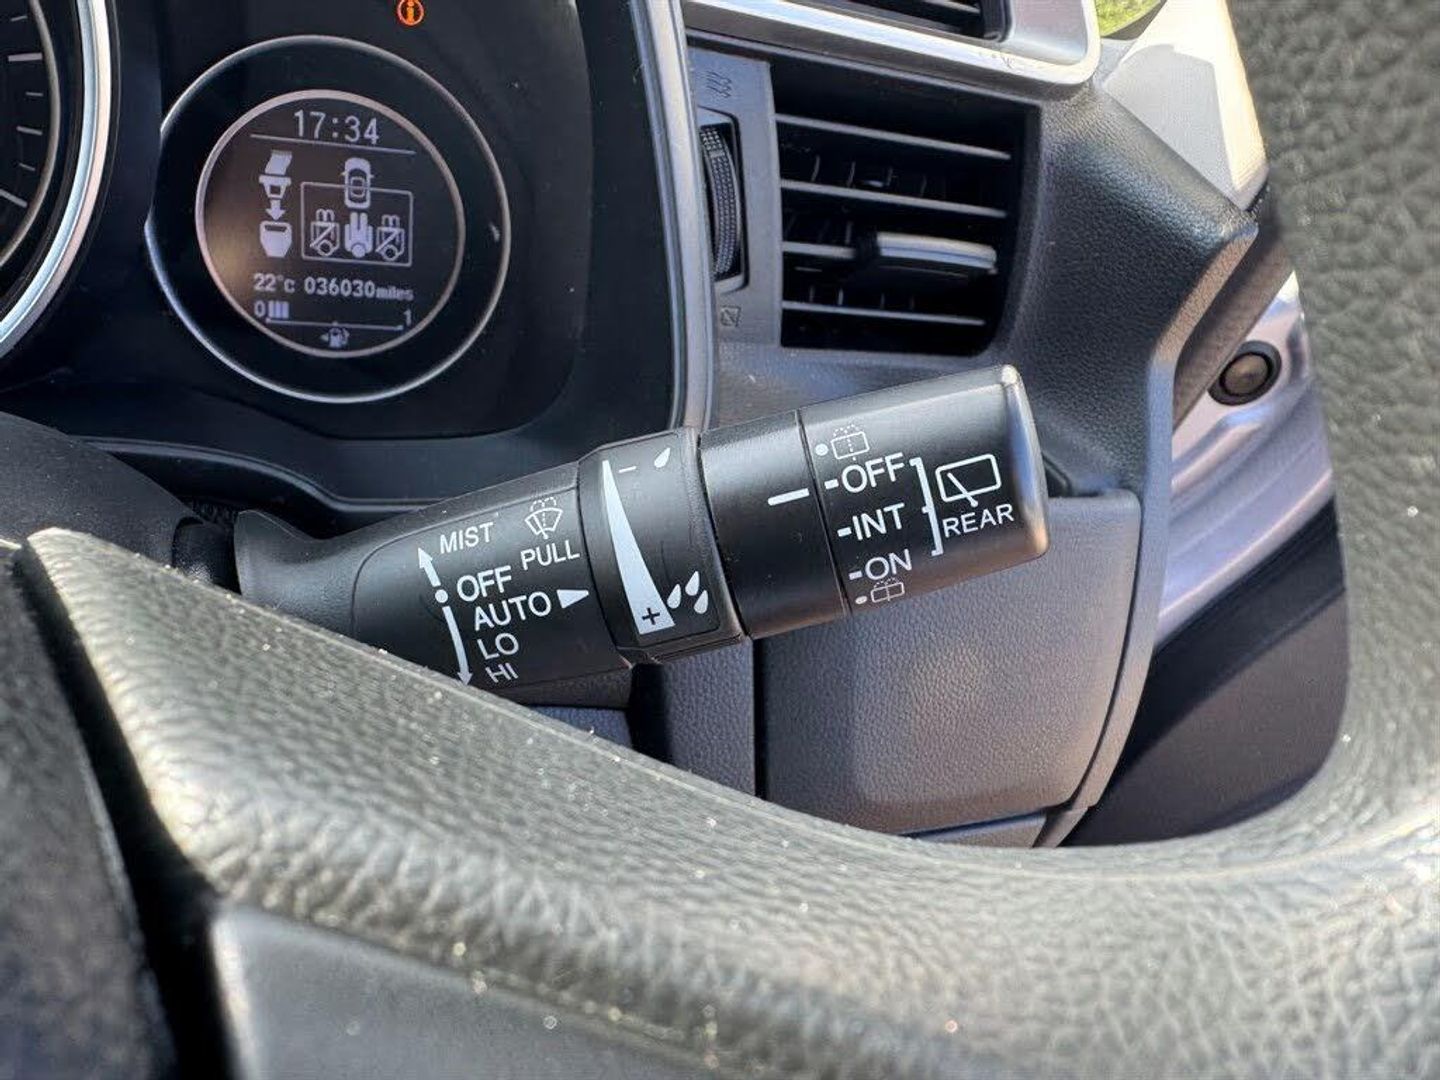 17:34
22°C 036030miles
0 1
MIST
PULL
OFF
AUTO
LO
HI
- 
+
OFF
INT
ON
REAR